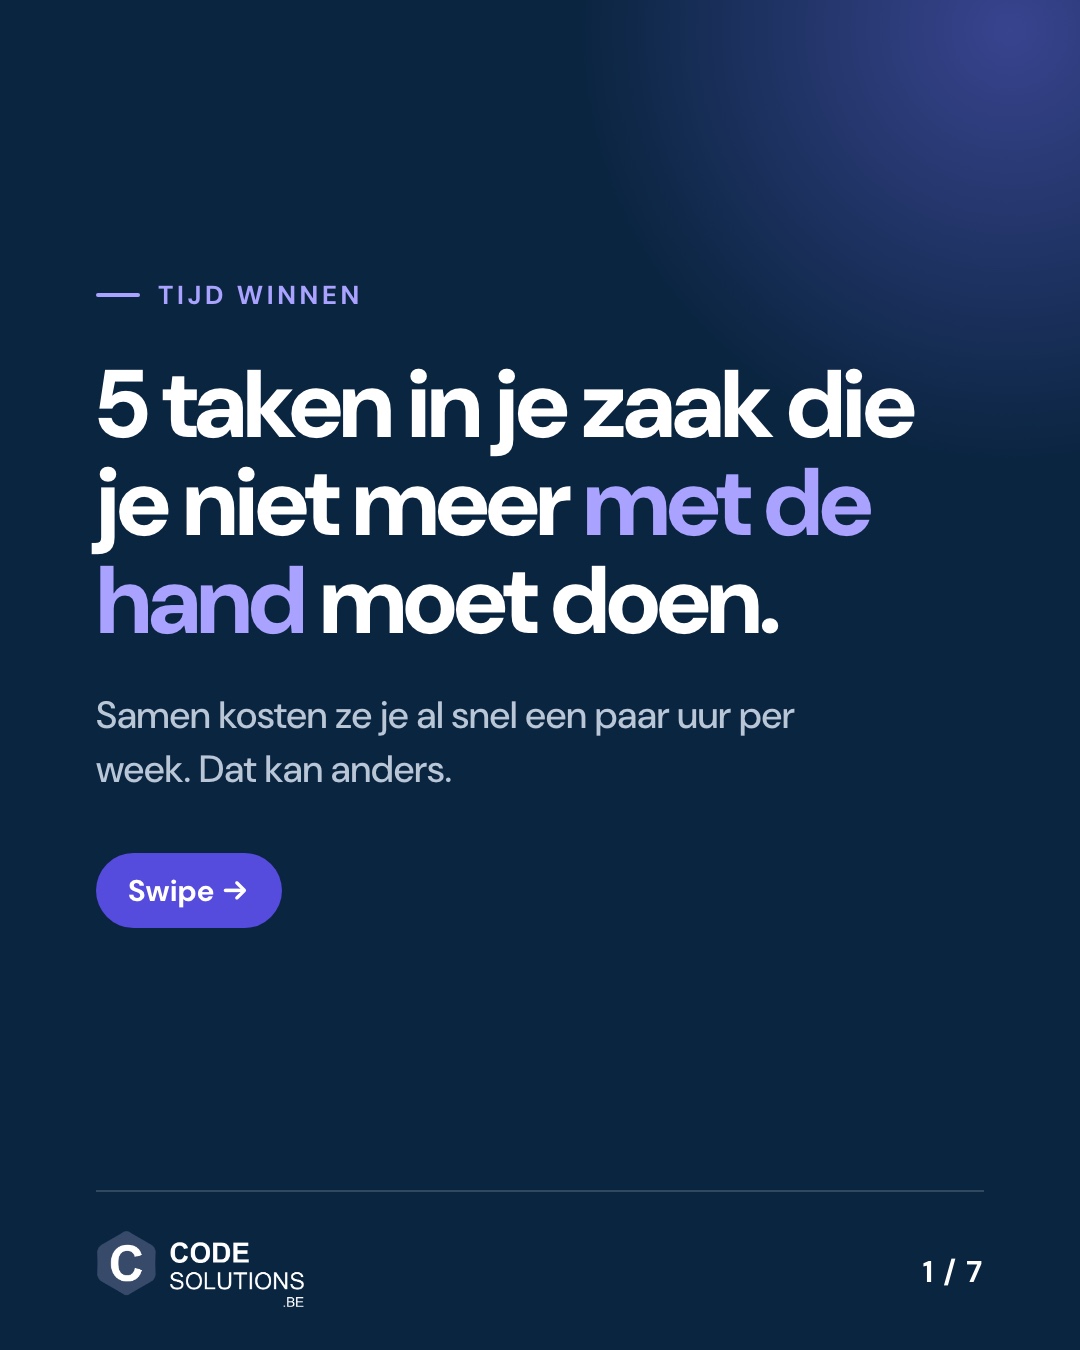 TIJD WINNEN
5 taken in je zaak die
je niet meer met de
hand moet doen.
Samen kosten ze je al snel een paar uur per
week. Dat kan anders.
Swipe →
C CODE
SOLUTIONS
.BE
1 / 7